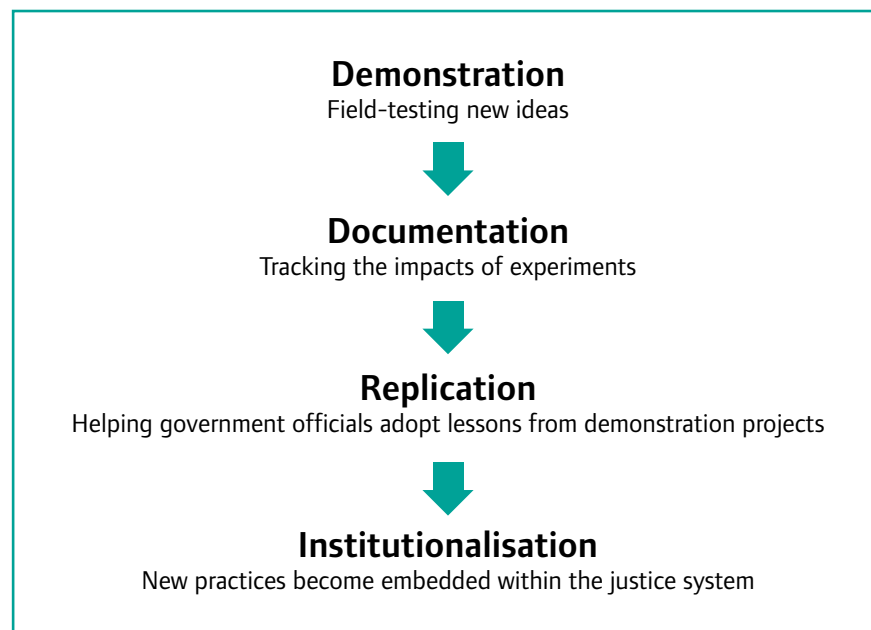 Demonstration
Field-testing new ideas
Documentation
Tracking the impacts of experiments
Replication
Helping government officials adopt lessons from demonstration projects
Institutionalisation
New practices become embedded within the justice system